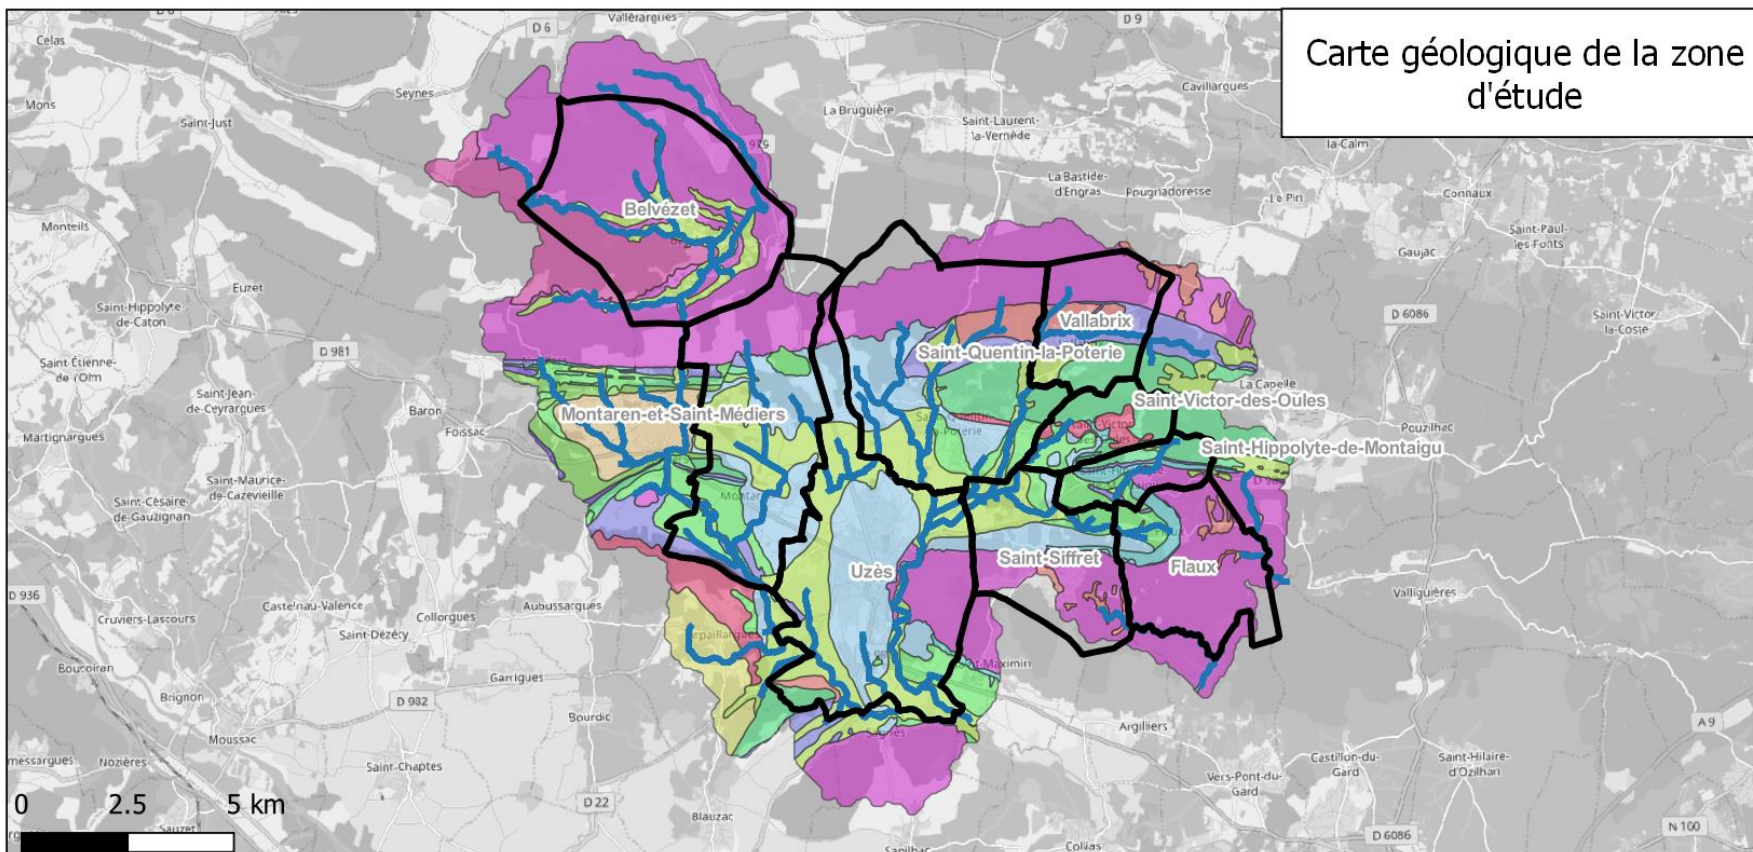 Carte géologique de la zone
d'étude
D 6
Vallérargues
D 9
Celas
Seynes
Cavillargues
Mons
La Bruguière
Saint-Just
Saint-Laurent-
la-Vernède
la-Calm
979
La Bastide-
d'Engras
Pougnadoresse
Le Pin
Connaux
Belvézet
Monteils
Saint-Paul-
les-Fonts
Gaujac
Euzet
Saint-Hippolyte-
de-Caton
D 6086
Saint-Victor-
la-Coste
Vallabrix
D 981
Saint-Quentin-la-Poterie
Saint-Étienne-
de-l'Olm
Saint-Jean-
de-Ceyrargues
La Capelle
Saint-Victor-des-Oules
Baron
Montaren-et-Saint-Médiers
Foissac
Martignargues
Pouzilhac
Saint-Hippolyte-de-Montaigu
Saint-Maurice-
de-Cazevieille
Saint-Césaire-
de-Gauzignan
Saint-Siffret
Uzès
Flaux
D 936
Castelnau-Valence
Aubussargues
Valliguières
Cruviers-Lascours
Collorgues
Saint-Dézéry
Boucoiran
Garrigues
Brignon
D 982
Bourdic
Argilliers
A 9
Moussac
Nozières
Saint-Chaptes
Castillon-du-
Gard
Saint-Hilaire-
d'Ozilhan
Vers-Pont-du-
Gard
0 2.5 5 km
D 22
Blauzac
Sauzet
Collias
D 6086
N 100